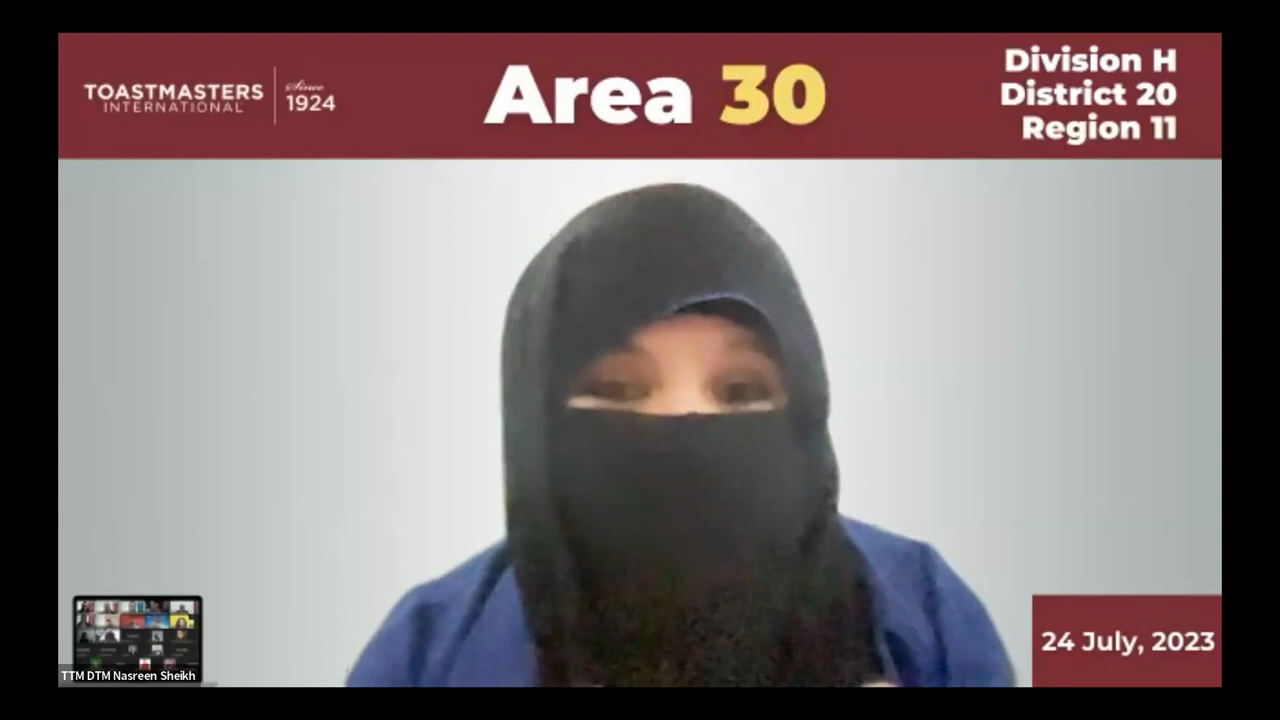 TOASTMASTERS
INTERNATIONAL
Since
1924
Area 30
Division H
District 20
Region 11
24 July, 2023
TTM DTM Nasreen Sheikh